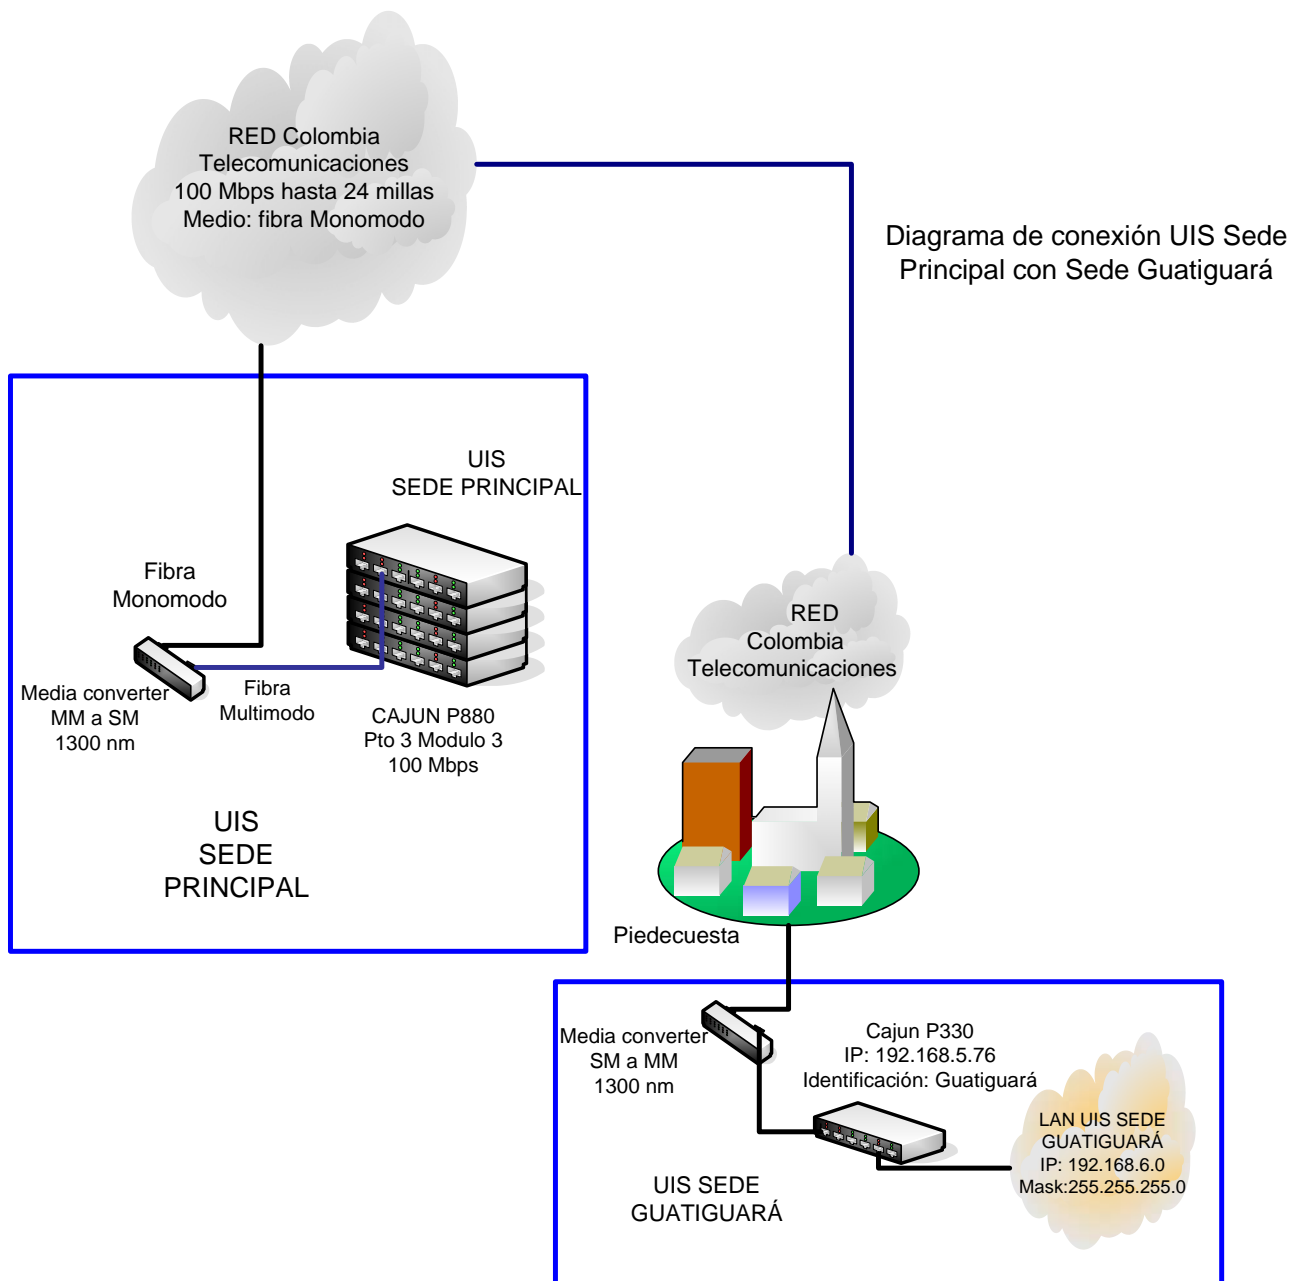 RED Colombia
Telecomunicaciones
100 Mbps hasta 24 millas
Medio: fibra Monomodo
Diagrama de conexión UIS Sede
Principal con Sede Guatiguará
UIS
SEDE PRINCIPAL
Fibra
Monomodo
Media converter
MM a SM
1300 nm
Fibra
Multimodo
CAJUN P880
Pto 3 Modulo 3
100 Mbps
UIS
SEDE
PRINCIPAL
RED
Colombia
Telecomunicaciones
Piedecuesta
Media converter
SM a MM
1300 nm
Cajun P330
IP: 192.168.5.76
Identificación: Guatiguará
LAN UIS SEDE
GUATIGUARÁ
IP: 192.168.6.0
Mask:255.255.255.0
UIS SEDE
GUATIGUARÁ